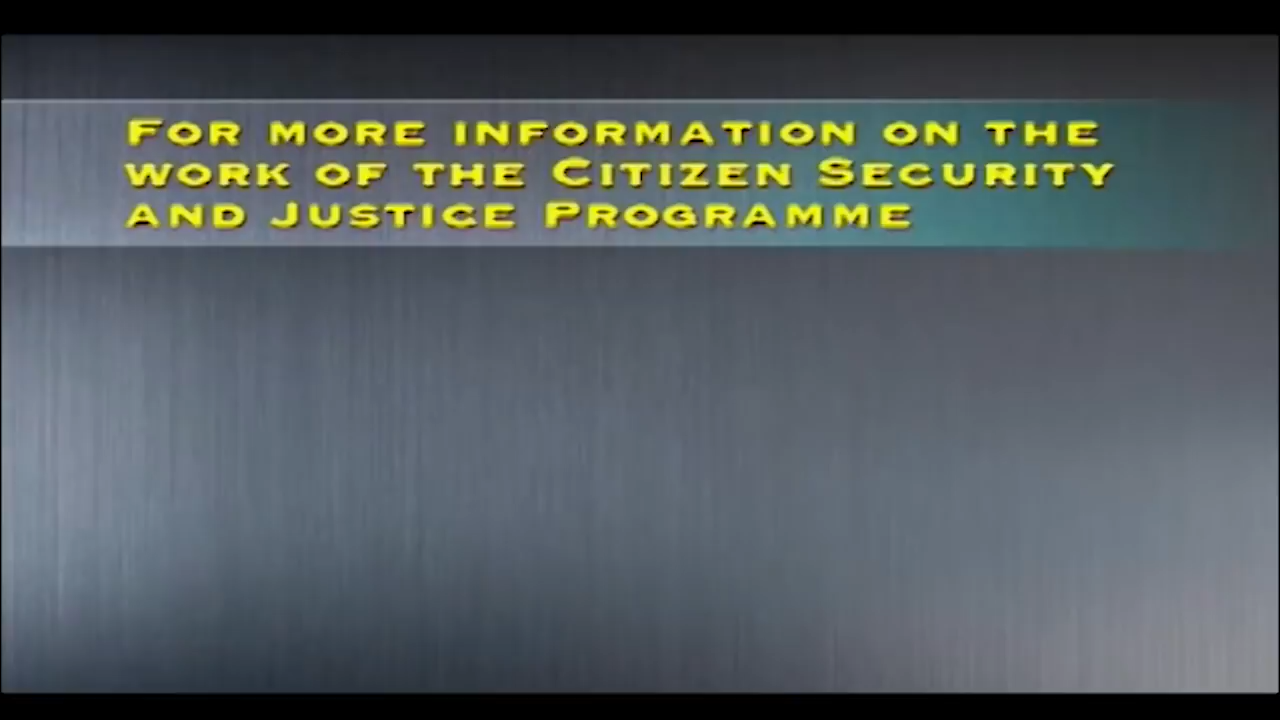 For more information on the
work of the Citizen Security
and Justice Programme